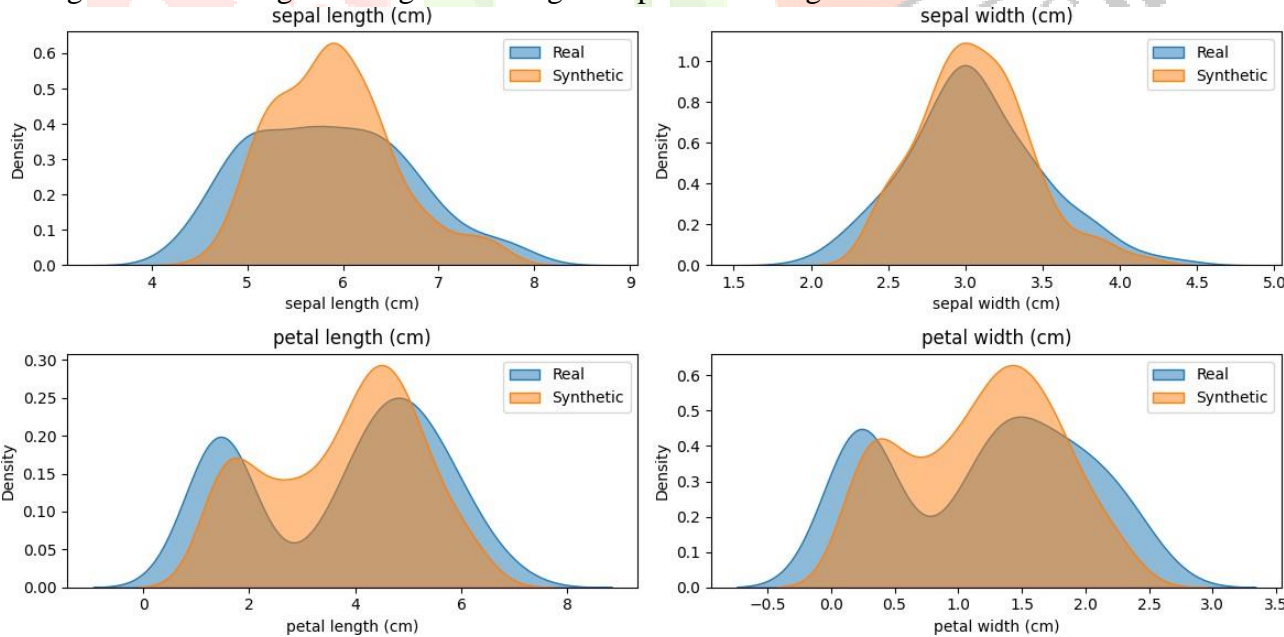 sepal length (cm)
Real
Synthetic
Density
0.6
0.5
0.4
0.3
0.2
0.1
0.0
4 5 6 7 8 9
sepal length (cm)
sepal width (cm)
Real
Synthetic
Density
1.0
0.8
0.6
0.4
0.2
0.0
1.5 2.0 2.5 3.0 3.5 4.0 4.5 5.0
sepal width (cm)
petal length (cm)
Real
Synthetic
Density
0.30
0.25
0.20
0.15
0.10
0.05
0.00
0 2 4 6 8
petal length (cm)
petal width (cm)
Real
Synthetic
Density
0.6
0.5
0.4
0.3
0.2
0.1
0.0
−0.5 0.0 0.5 1.0 1.5 2.0 2.5 3.0 3.5
petal width (cm)